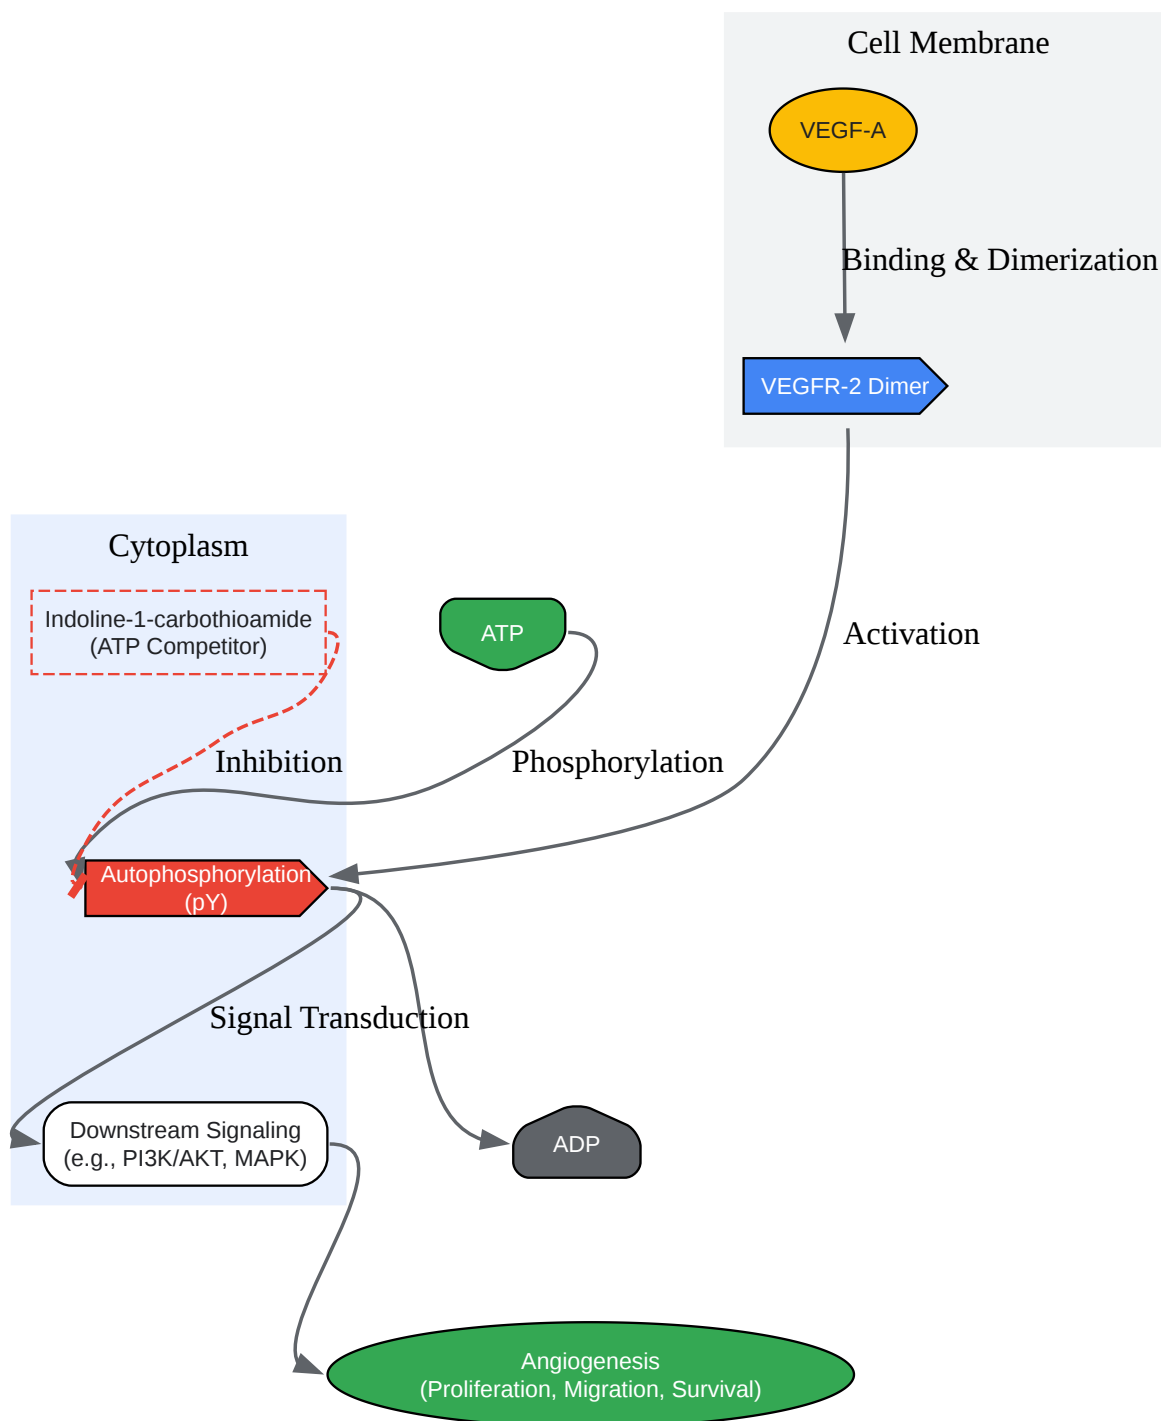 Cell Membrane
VEGF-A
Binding & Dimerization
VEGFR-2 Dimer
Cytoplasm
Indoline-1-carbothioamide
(ATP Competitor)
ATP
Activation
Inhibition
Phosphorylation
Autophosphorylation
(pY)
Signal Transduction
Downstream Signaling
(e.g., PI3K/AKT, MAPK)
ADP
Angiogenesis
(Proliferation, Migration, Survival)